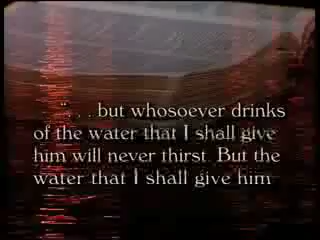 . . .but whosoever drinks
of the water that I shall give
him will never thirst. But the
water that I shall give him